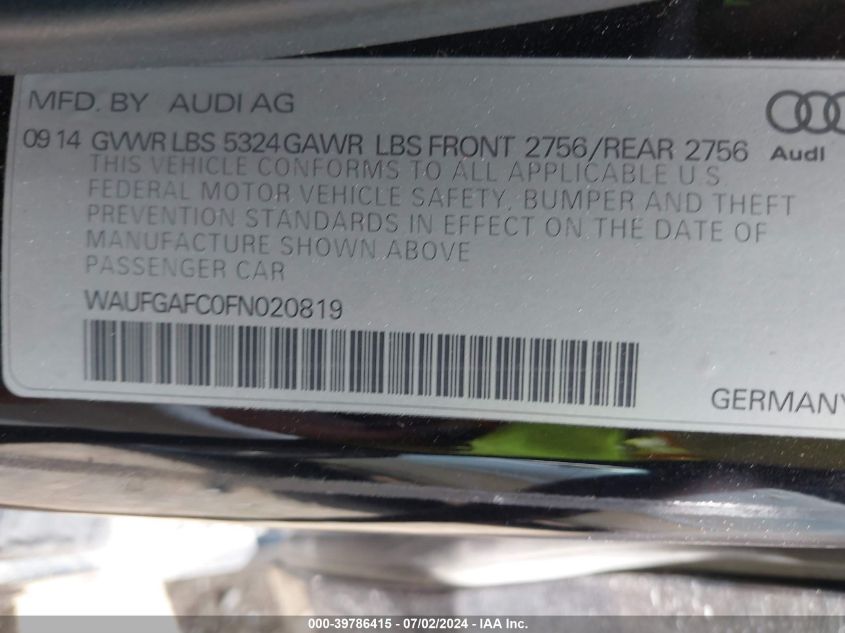 MFD. BY AUDI AG
09 14 GVWR LBS 5324 GAWR LBS FRONT 2756/REAR 2756
Audi
THIS VEHICLE CONFORMS TO ALL APPLICABLE U.S
FEDERAL MOTOR VEHICLE SAFETY, BUMPER AND THEFT
PREVENTION STANDARDS IN EFFECT ON THE DATE OF
MANUFACTURE SHOWN ABOVE
PASSENGER CAR
WAUFGAFC0FN020819
GERMANY
000-39786415 - 07/02/2024 - IAA Inc.